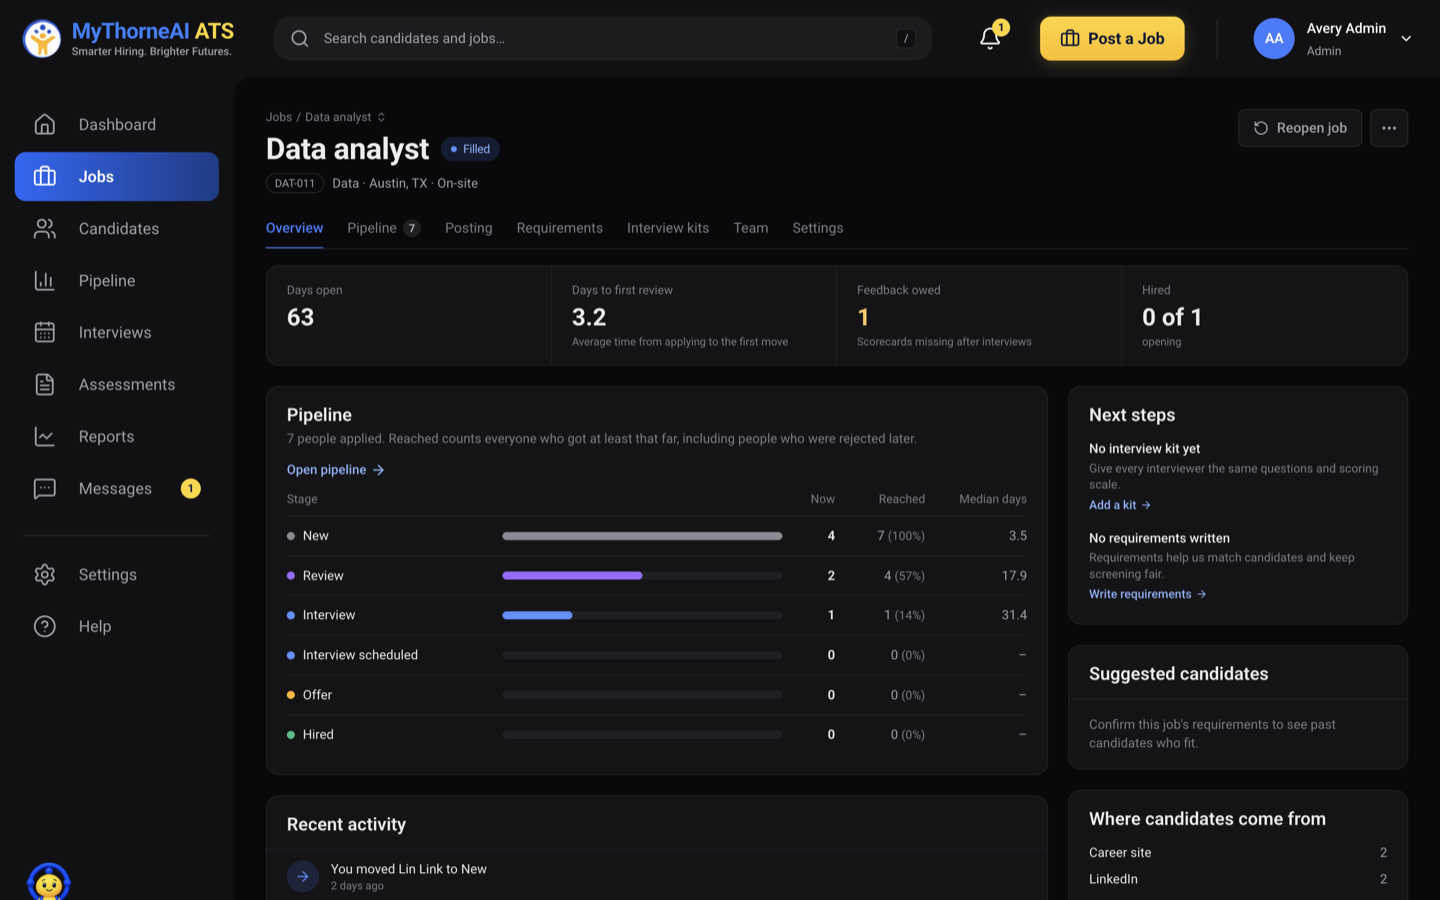 MyThorneAI ATS
Smarter Hiring. Brighter Futures.
Search candidates and jobs...
/
1
Post a Job
AA
Avery Admin
Admin
Dashboard
Jobs
Candidates
Pipeline
Interviews
Assessments
Reports
Messages
1
Settings
Help
Jobs / Data analyst
Data analyst
Filled
DAT-011
Data · Austin, TX · On-site
Reopen job
Overview
Pipeline 7
Posting
Requirements
Interview kits
Team
Settings
Days open
63
Days to first review
3.2
Average time from applying to the first move
Feedback owed
1
Scorecards missing after interviews
Hired
0 of 1
opening
Pipeline
7 people applied. Reached counts everyone who got at least that far, including people who were rejected later.
Open pipeline →
Stage Now Reached Median days
New 4 7 (100%) 3.5
Review 2 4 (57%) 17.9
Interview 1 1 (14%) 31.4
Interview scheduled 0 0 (0%) –
Offer 0 0 (0%) –
Hired 0 0 (0%) –
Recent activity
You moved Lin Link to New
2 days ago
Next steps
No interview kit yet
Give every interviewer the same questions and scoring
scale.
Add a kit →
No requirements written
Requirements help us match candidates and keep
screening fair.
Write requirements →
Suggested candidates
Confirm this job's requirements to see past
candidates who fit.
Where candidates come from
Career site 2
LinkedIn 2